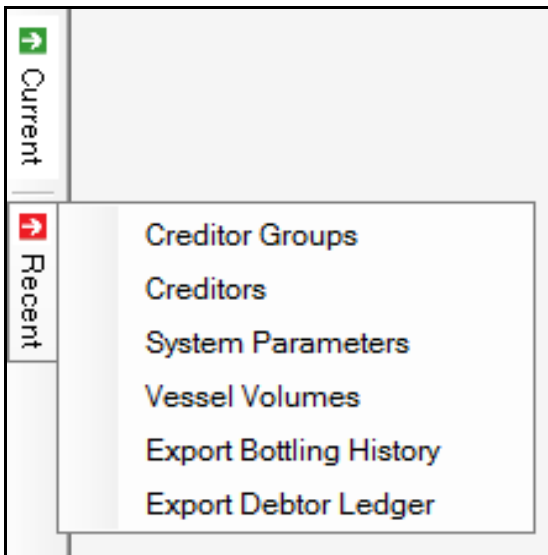 Current
Recent
Creditor Groups
Creditors
System Parameters
Vessel Volumes
Export Bottling History
Export Debtor Ledger